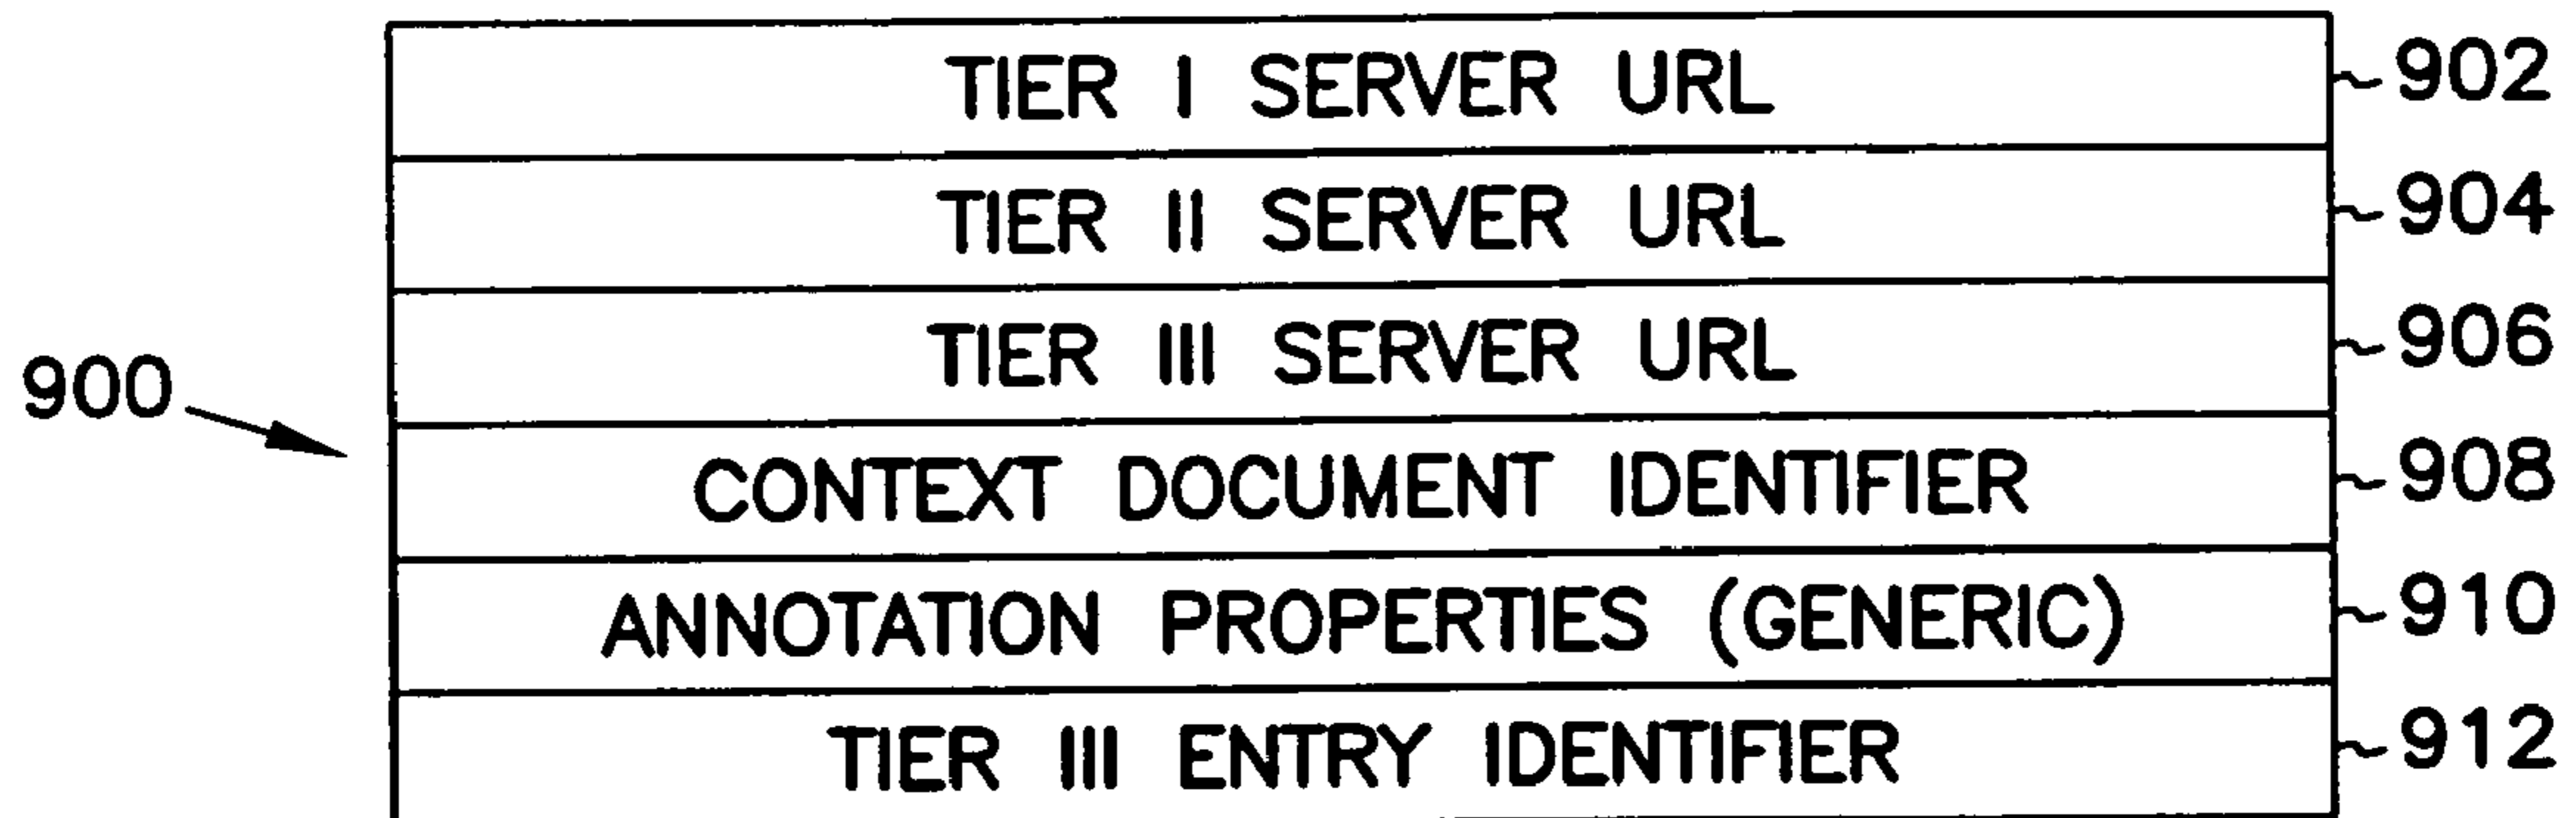 TIER I SERVER URL 902
TIER II SERVER URL 904
TIER III SERVER URL 906
900
CONTEXT DOCUMENT IDENTIFIER 908
ANNOTATION PROPERTIES (GENERIC) 910
TIER III ENTRY IDENTIFIER 912